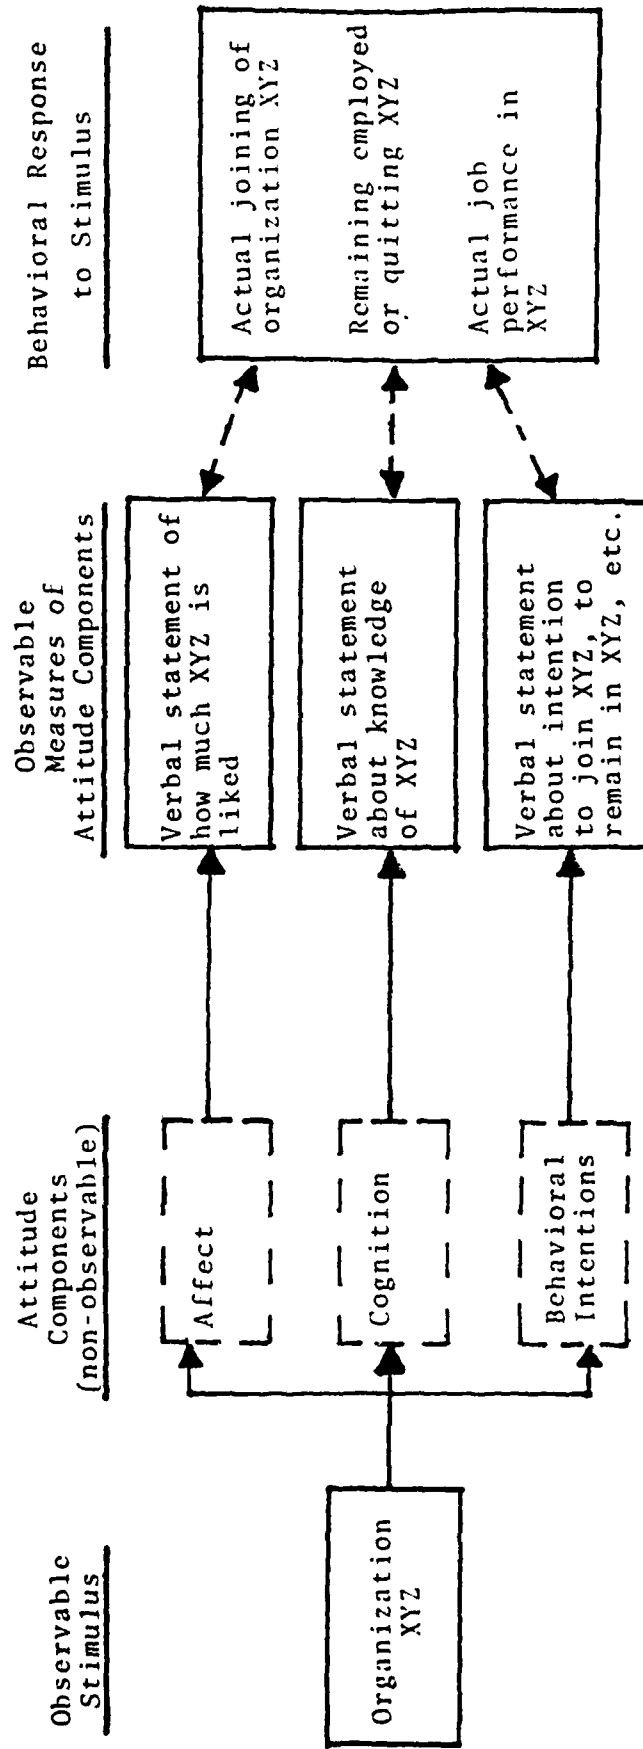 Observable
Stimulus
Organization
XYZ
Attitude
Components
(non-observable)
Affect
Cognition
Behavioral
Intentions
Observable
Measures of
Attitude Components
Verbal statement of
how much XYZ is
liked
Verbal statement
about knowledge
of XYZ
Verbal statement
about intention
to join XYZ, to
remain in XYZ, etc.
Behavioral Response
to Stimulus
Actual joining of
organization XYZ
Remaining employed
or quitting XYZ
Actual job
performance in
XYZ